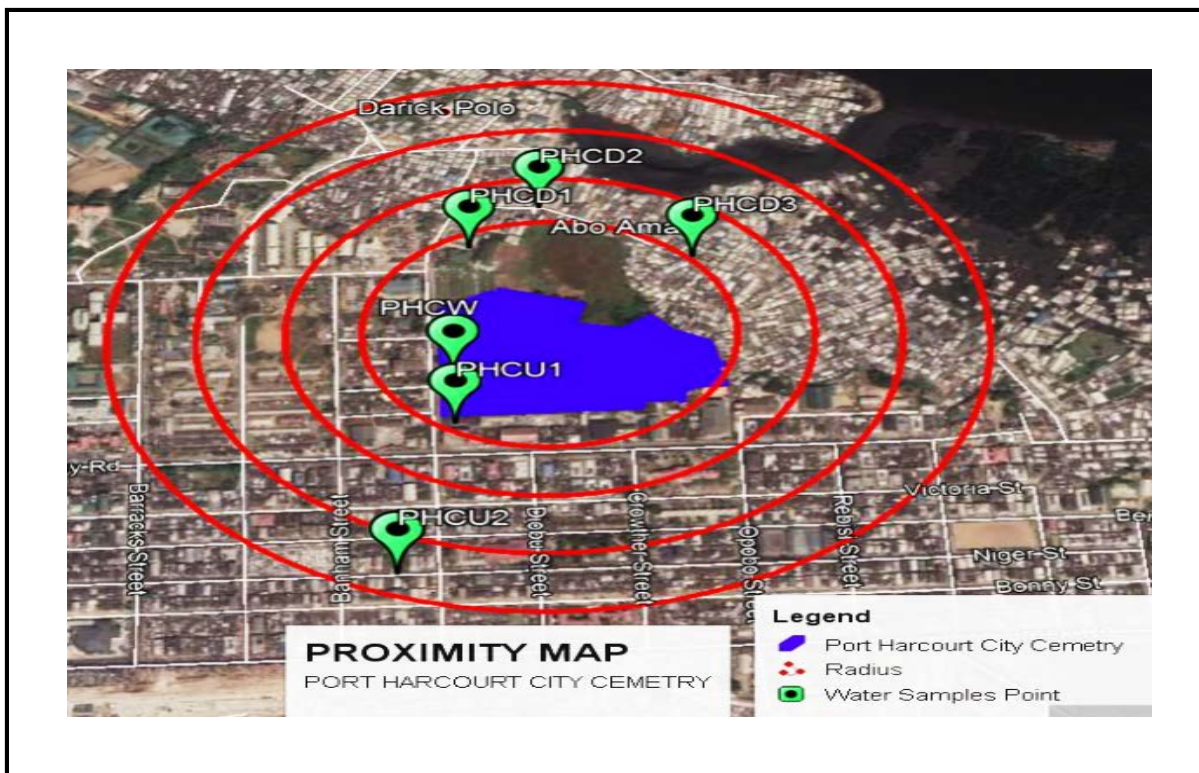 Darick Polo
PHCD2
PHCD1
PHCD3
Abo Ama
PHCW
PHCU1
y-Rd
Barracks Street
Victoria St
PHCU2
Banham Street
Diobu Street
Crowther Street
Opobo Street
Rebisi Street
Ber
Niger St
Bonny St
PROXIMITY MAP
PORT HARCOURT CITY CEMETRY
Legend
Port Harcourt City Cemetry
Radius
Water Samples Point